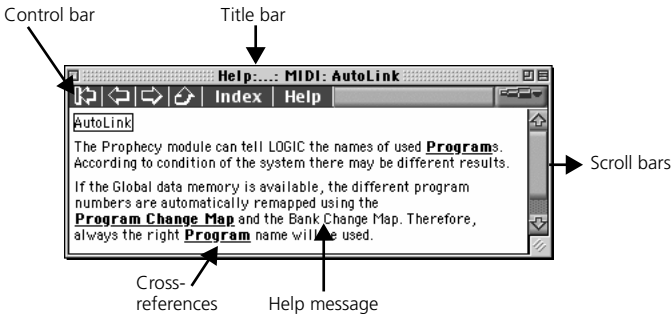 Control bar
Title bar
Help:...: MIDI: AutoLink
Index Help
AutoLink
The Prophecy module can tell LOGIC the names of used Programs.
According to condition of the system there may be different results.
If the Global data memory is available, the different program
numbers are automatically remapped using the
Program Change Map and the Bank Change Map. Therefore,
always the right Program name will be used.
Scroll bars
Cross-
references
Help message